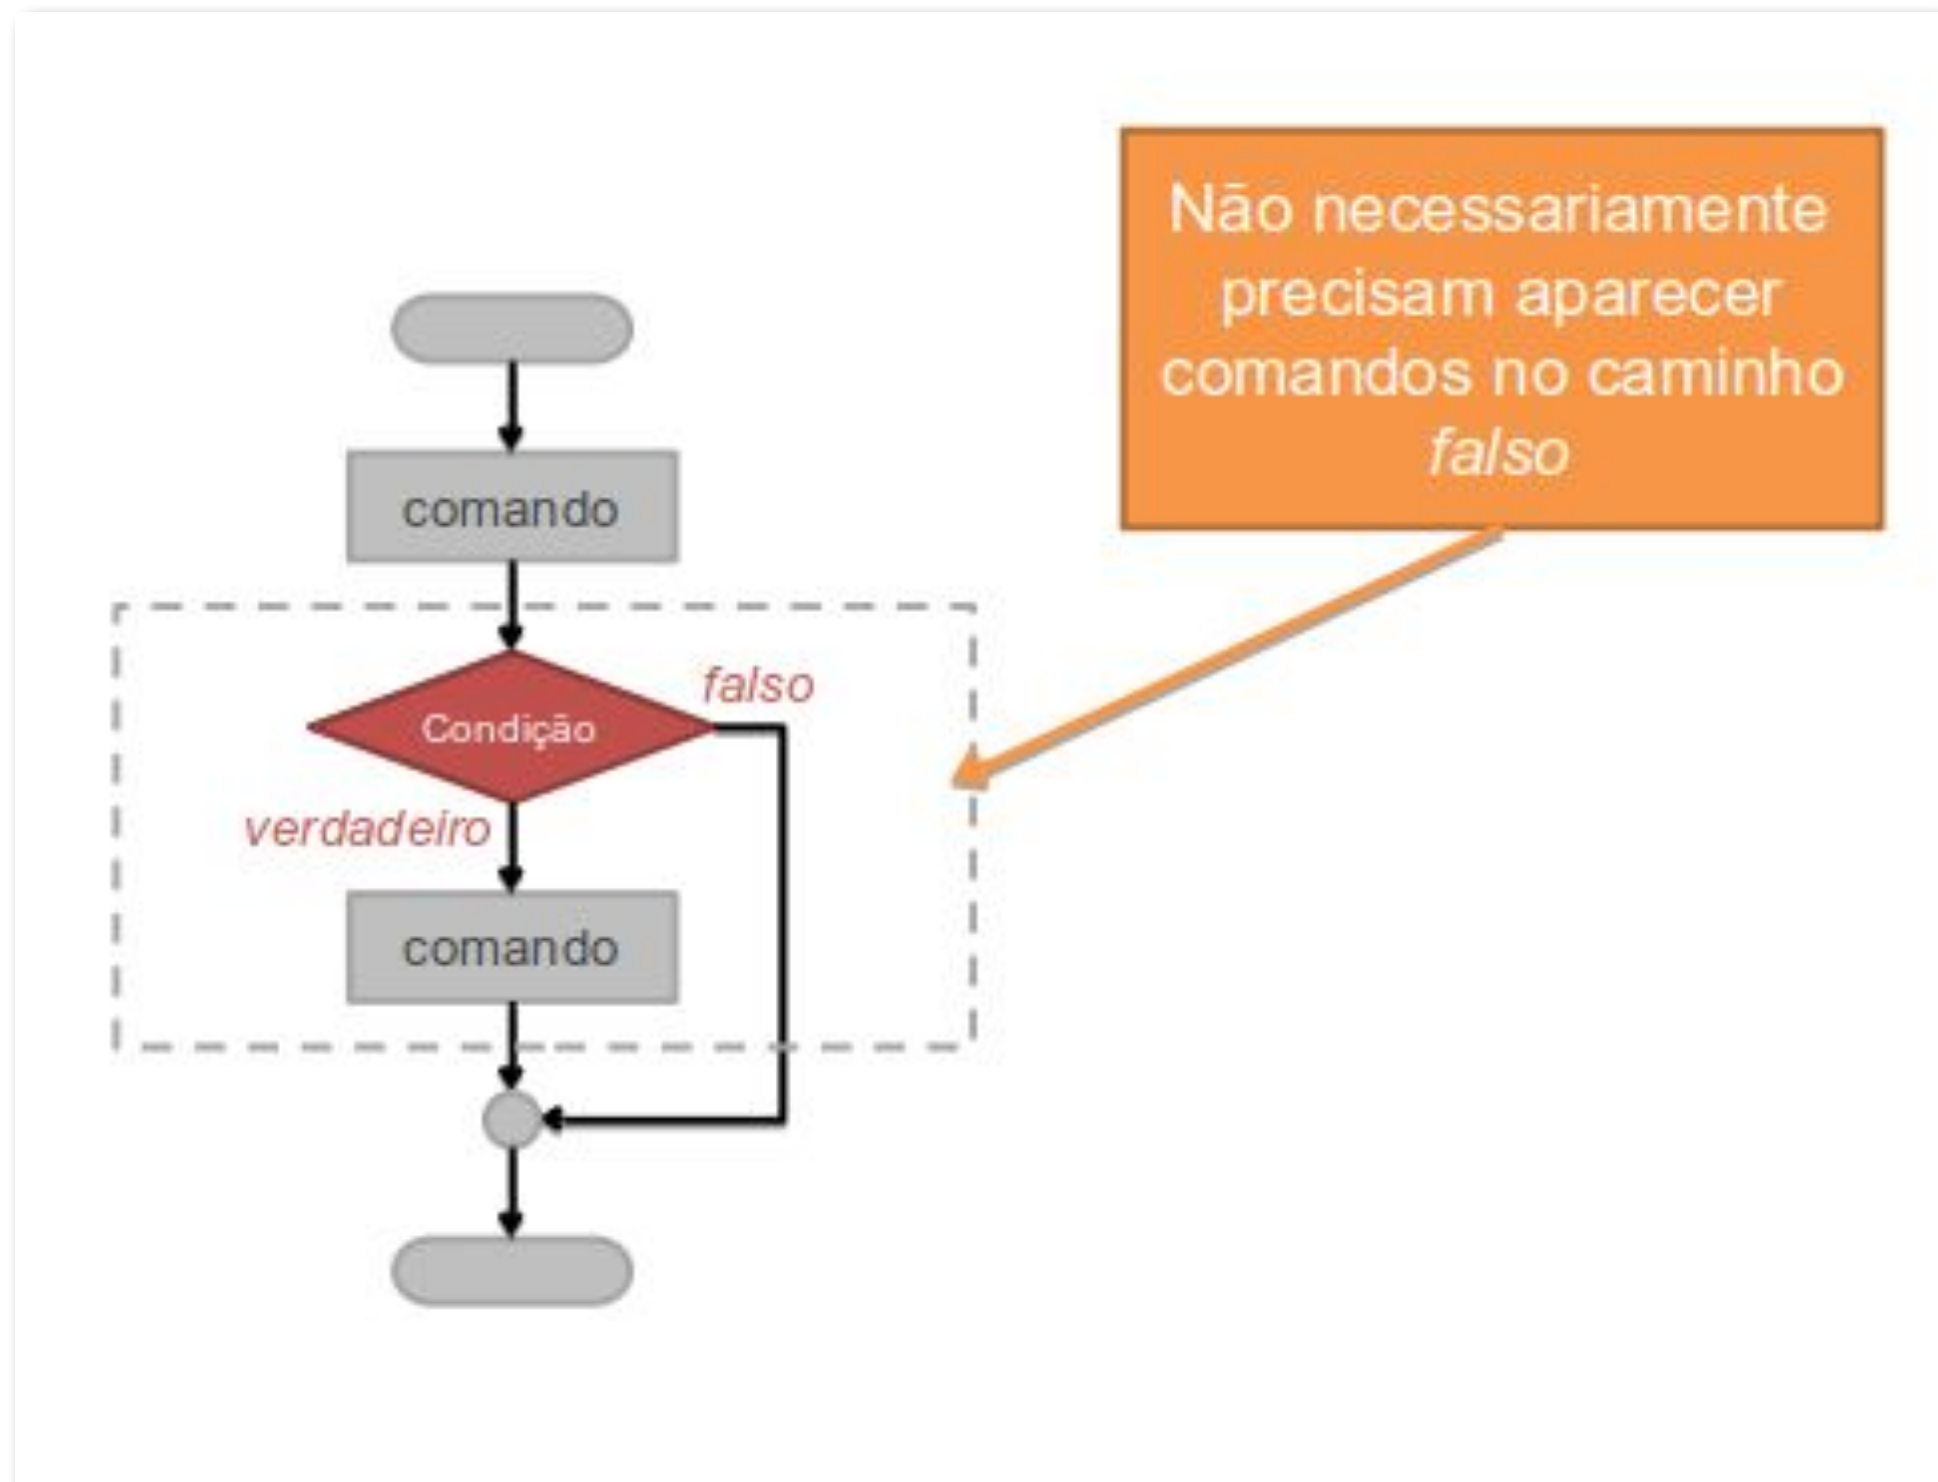 Não necessariamente
precisam aparecer
comandos no caminho
falso
comando
falso
Condição
verdadeiro
comando